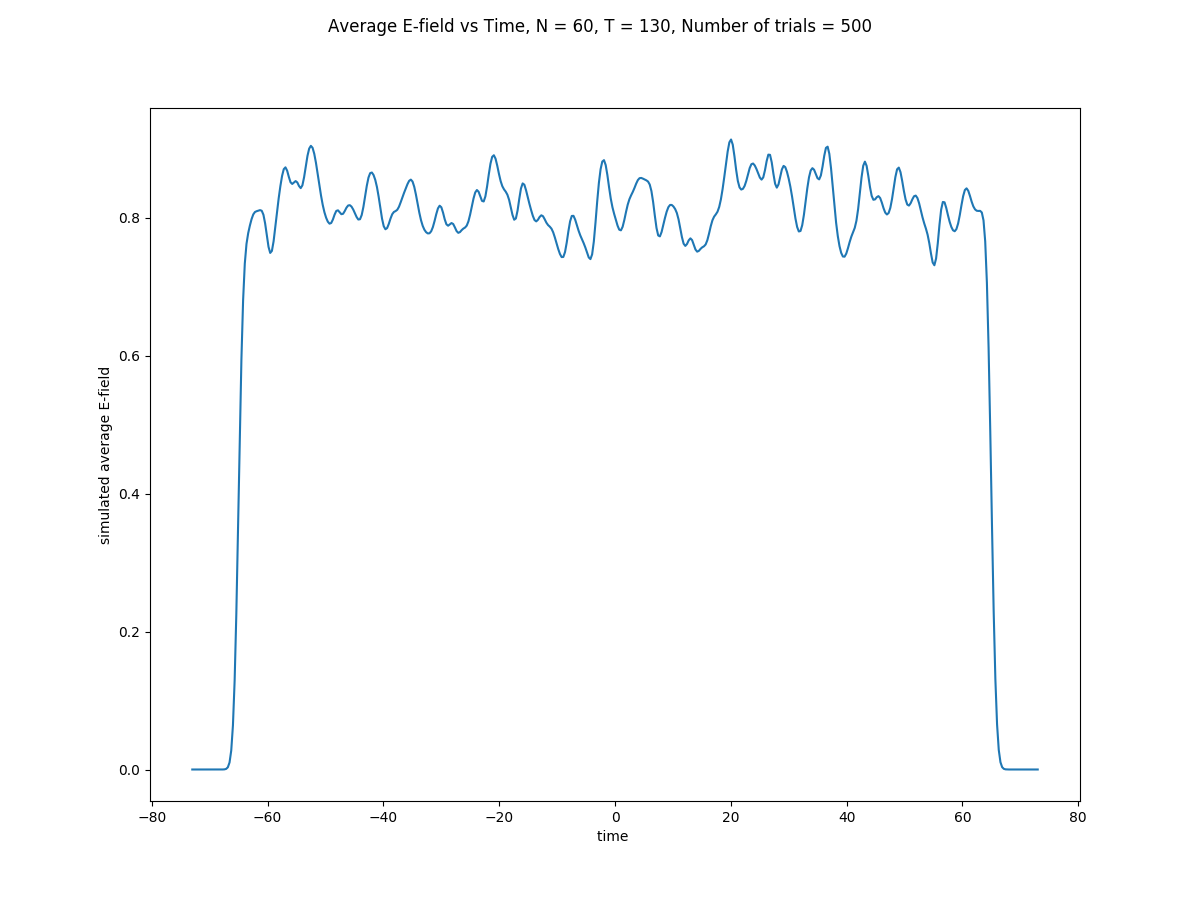 Average E-field vs Time, N = 60, T = 130, Number of trials = 500
simulated average E-field
0.8
0.6
0.4
0.2
0.0
−80 −60 −40 −20 0 20 40 60 80
time